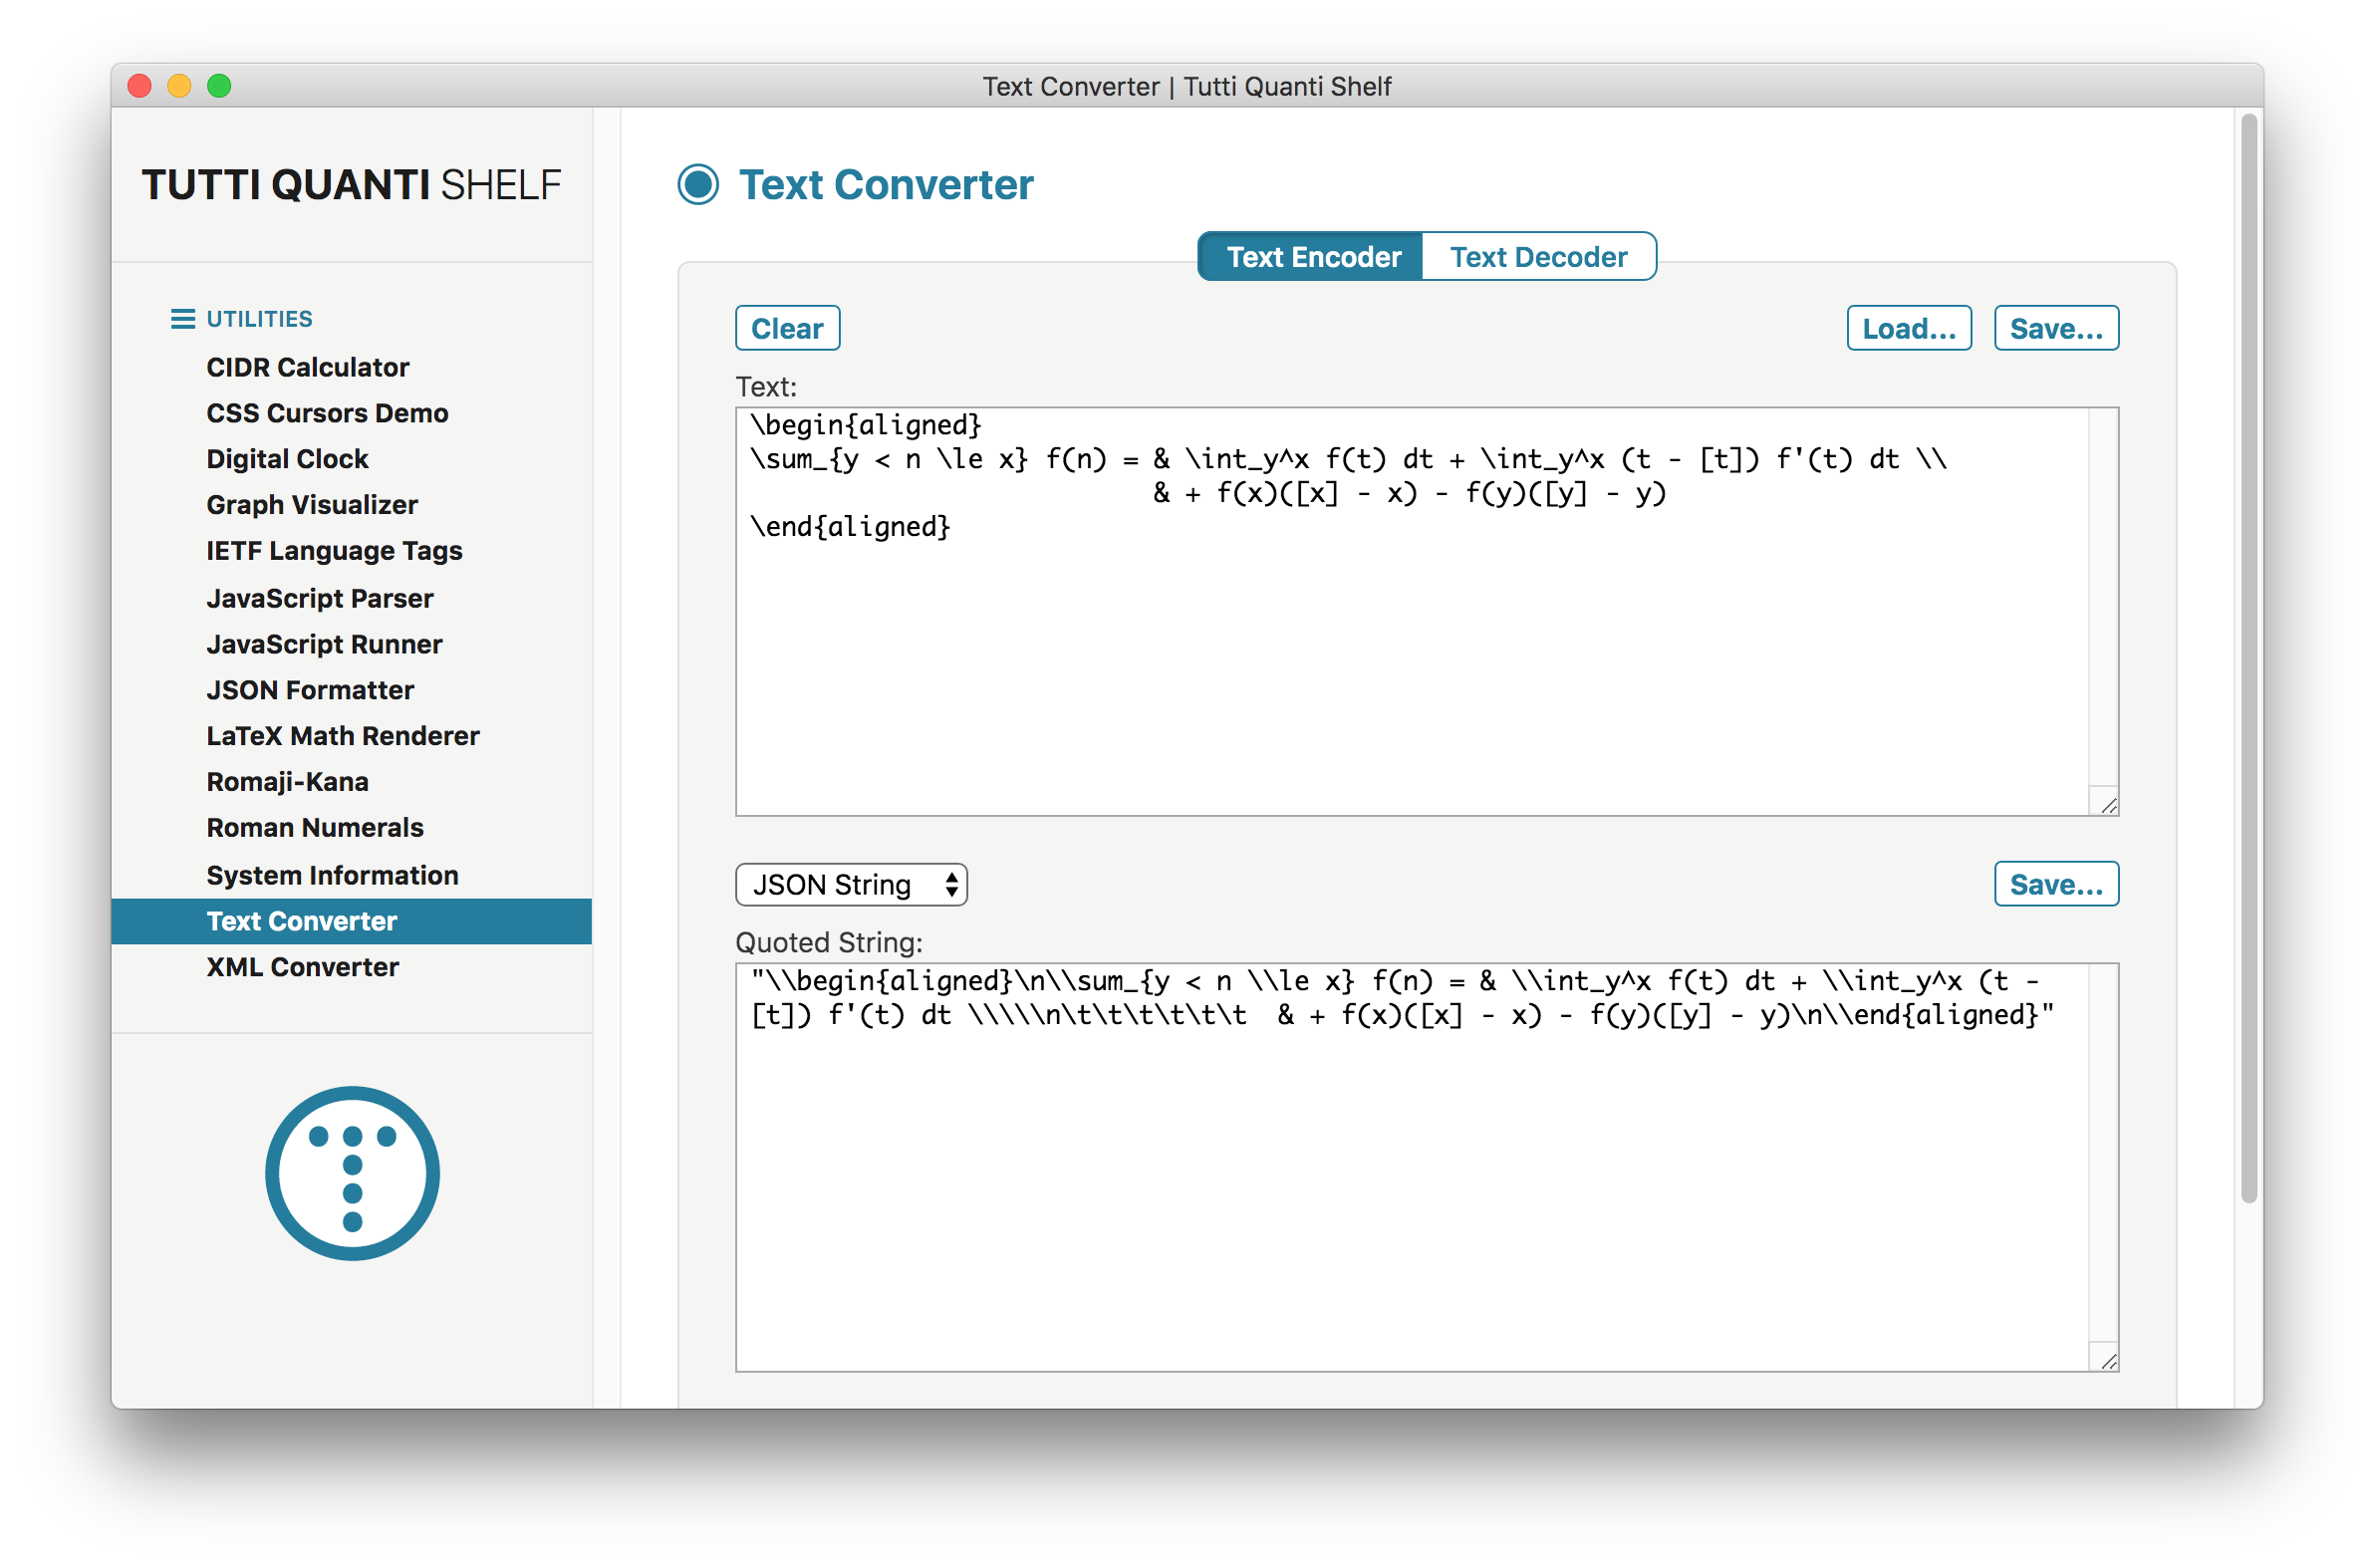 Text Converter | Tutti Quanti Shelf
TUTTI QUANTI SHELF
UTILITIES
CIDR Calculator
CSS Cursors Demo
Digital Clock
Graph Visualizer
IETF Language Tags
JavaScript Parser
JavaScript Runner
JSON Formatter
LaTeX Math Renderer
Romaji-Kana
Roman Numerals
System Information
Text Converter
XML Converter
Text Converter
Text Encoder Text Decoder
Clear Load... Save...
Text:
\begin{aligned}
\sum_{y < n \le x} f(n) = & \int_y^x f(t) dt + \int_y^x (t - [t]) f'(t) dt \\
& + f(x)([x] - x) - f(y)([y] - y)
\end{aligned}
JSON String Save...
Quoted String:
"\\begin{aligned}\n\\sum_{y < n \\le x} f(n) = & \\int_y^x f(t) dt + \\int_y^x (t -
[t]) f'(t) dt \\\\\n\t\t\t\t\t\t  & + f(x)([x] - x) - f(y)([y] - y)\n\\end{aligned}"